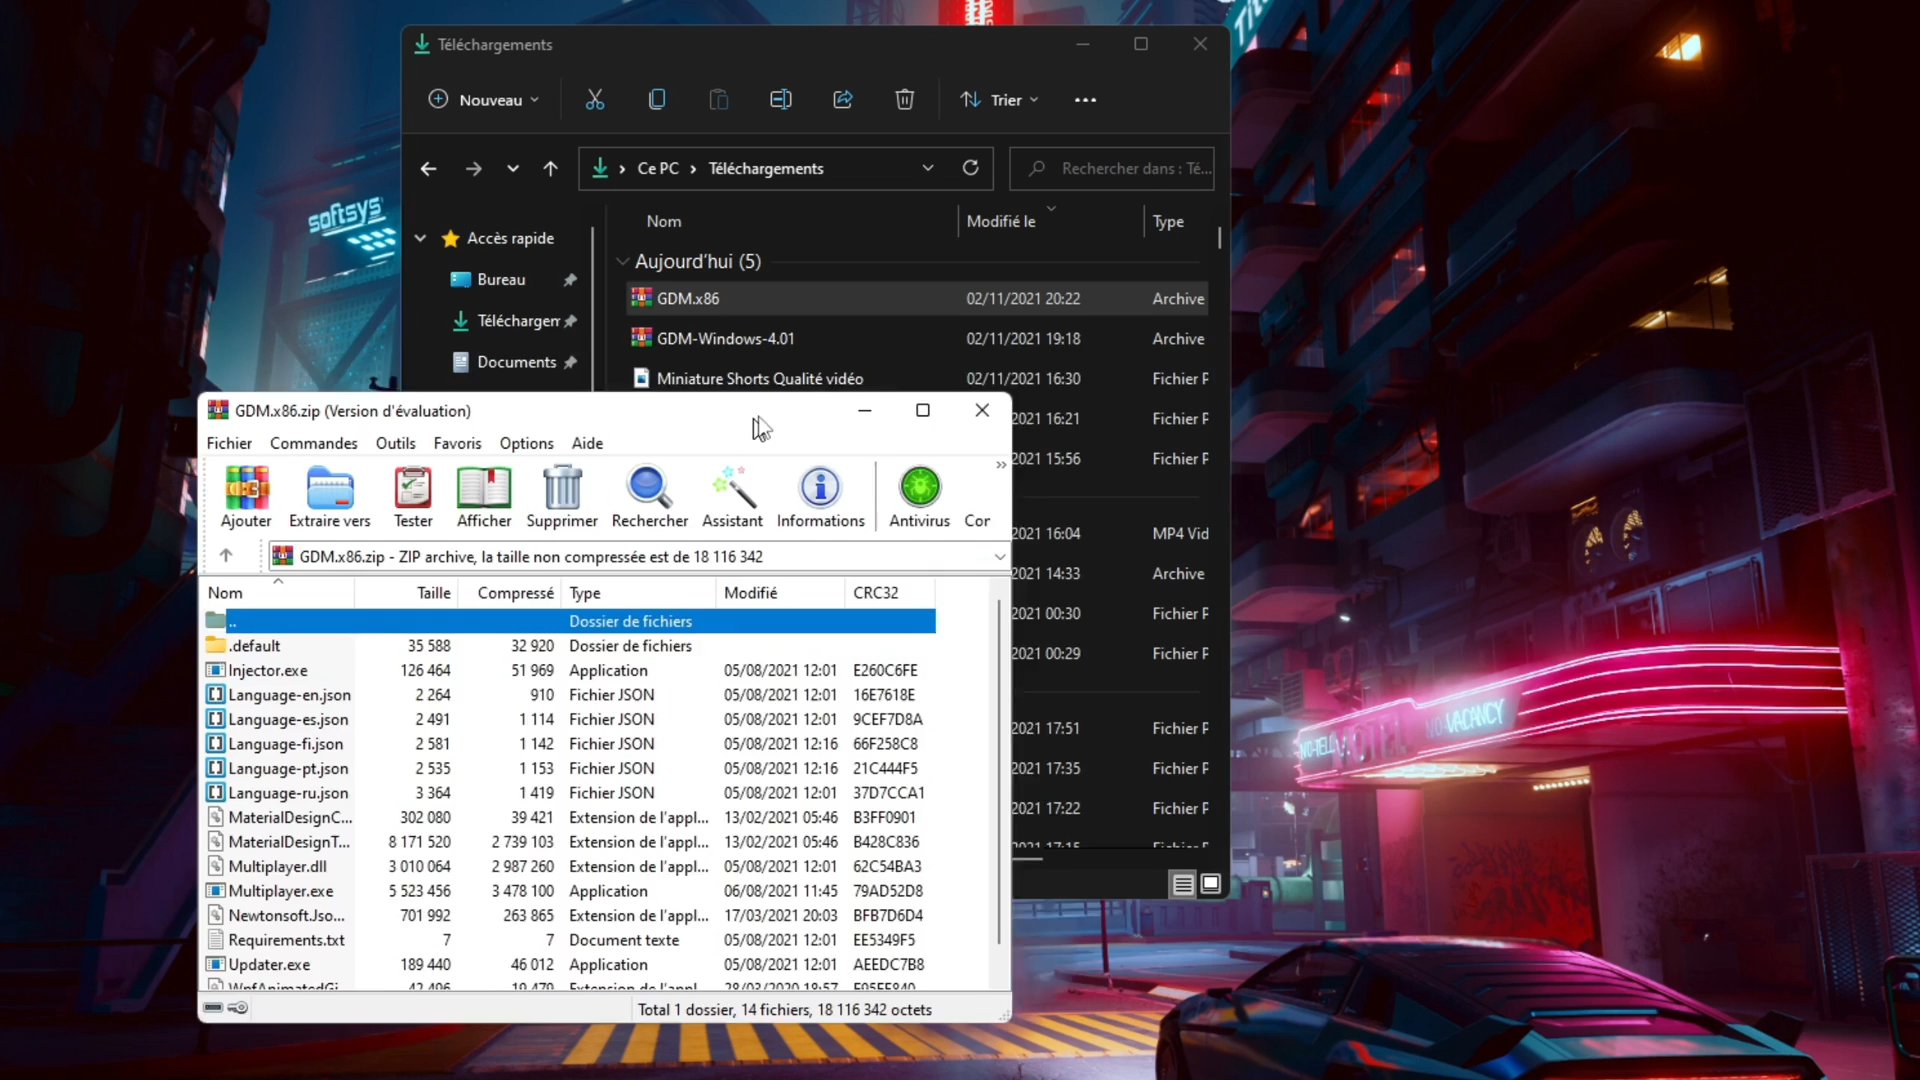 Téléchargements
Nouveau
Trier
Ce PC
Téléchargements
Rechercher dans : Té...
Nom
Modifié le
Type
Accès rapide
Bureau
Téléchargen
Documents
Aujourd'hui (5)
GDM.x86 02/11/2021 20:22 Archive
GDM-Windows-4.01 02/11/2021 19:18 Archive
Miniature Shorts Qualité vidéo 02/11/2021 16:30 Fichier P
2021 16:21 Fichier P
2021 15:56 Fichier P
2021 16:04 MP4 Vid
2021 14:33 Archive
2021 00:30 Fichier P
2021 00:29 Fichier P
2021 17:51 Fichier P
2021 17:35 Fichier P
2021 17:22 Fichier P
GDM.x86.zip (Version d'évaluation)
Fichier Commandes Outils Favoris Options Aide
Ajouter Extraire vers Tester Afficher Supprimer Rechercher Assistant Informations Antivirus Cor
GDM.x86.zip - ZIP archive, la taille non compressée est de 18 116 342
Nom Taille Compressé Type Modifié CRC32
.. Dossier de fichiers
.default 35 588 32 920 Dossier de fichiers
Injector.exe 126 464 51 969 Application 05/08/2021 12:01 E260C6FE
Language-en.json 2 264 910 Fichier JSON 05/08/2021 12:01 16E7618E
Language-es.json 2 491 1 114 Fichier JSON 05/08/2021 12:01 9CEF7D8A
Language-fi.json 2 581 1 142 Fichier JSON 05/08/2021 12:16 66F258C8
Language-pt.json 2 535 1 153 Fichier JSON 05/08/2021 12:16 21C444F5
Language-ru.json 3 364 1 419 Fichier JSON 05/08/2021 12:01 37D7CCA1
MaterialDesignC... 302 080 39 421 Extension de l'appl... 13/02/2021 05:46 B3FF0901
MaterialDesignT... 8 171 520 2 739 103 Extension de l'appl... 13/02/2021 05:46 B428C836
Multiplayer.dll 3 010 064 2 987 260 Extension de l'appl... 05/08/2021 12:01 62C54BA3
Multiplayer.exe 5 523 456 3 478 100 Application 06/08/2021 11:45 79AD52D8
Newtonsoft.Jso... 701 992 263 865 Extension de l'appl... 17/03/2021 20:03 BFB7D6D4
Requirements.txt 7 7 Document texte 05/08/2021 12:01 EE5349F5
Updater.exe 189 440 46 012 Application 05/08/2021 12:01 AEEDC7B8
Total 1 dossier, 14 fichiers, 18 116 342 octets
softsys
NO-TELL MOTEL
NO-VACANCY